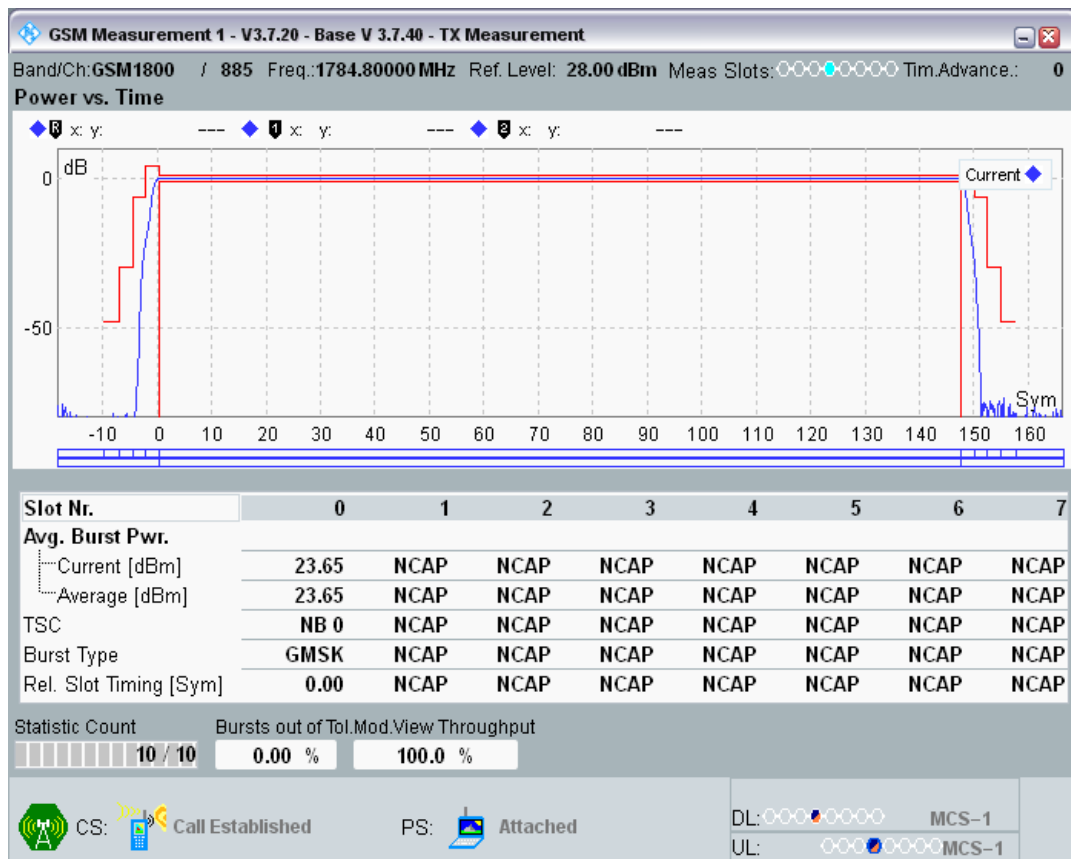 GSM Measurement 1 - V3.7.20 - Base V 3.7.40 - TX Measurement
Band/Ch:GSM1800 / 885 Freq.:1784.80000 MHz Ref. Level: 28.00 dBm Meas Slots: Tim.Advance.: 0
Power vs. Time
R x: y: --- 1 x: y: --- 2 x: y: ---
dB
0
Current
-50
Sym
-10 0 10 20 30 40 50 60 70 80 90 100 110 120 130 140 150 160
Slot Nr. 0 1 2 3 4 5 6 7
Avg. Burst Pwr.
Current [dBm] 23.65 NCAP NCAP NCAP NCAP NCAP NCAP NCAP
Average [dBm] 23.65 NCAP NCAP NCAP NCAP NCAP NCAP NCAP
TSC NB 0 NCAP NCAP NCAP NCAP NCAP NCAP NCAP
Burst Type GMSK NCAP NCAP NCAP NCAP NCAP NCAP NCAP
Rel. Slot Timing [Sym] 0.00 NCAP NCAP NCAP NCAP NCAP NCAP NCAP
Statistic Count Bursts out of Tol.Mod.View Throughput
10 / 10 0.00 % 100.0 %
DL: MCS-1
CS: Call Established PS: Attached
UL: MCS-1